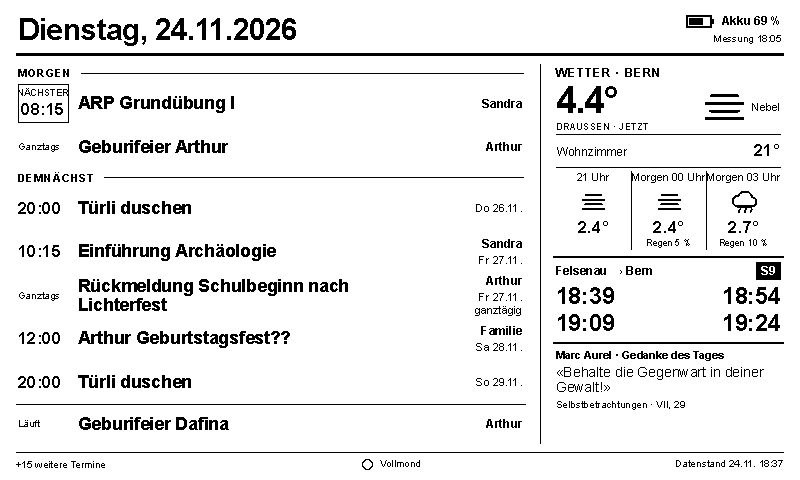 Dienstag, 24.11.2026
Akku 69 %
Messung 18:05
MORGEN
NÄCHSTER
08:15 ARP Grundübung I Sandra
Ganztags Geburifeier Arthur Arthur
DEMNÄCHST
20:00 Türli duschen Do 26.11.
10:15 Einführung Archäologie Sandra
Fr 27.11.
Ganztags Rückmeldung Schulbeginn nach Lichterfest Arthur
Fr 27.11.
ganztägig
12:00 Arthur Geburtstagsfest?? Familie
Sa 28.11.
20:00 Türli duschen So 29.11.
Läuft Geburifeier Dafina Arthur
WETTER · BERN
4.4° Nebel
DRAUSSEN · JETZT
Wohnzimmer 21°
21 Uhr Morgen 00 Uhr Morgen 03 Uhr
2.4° 2.4° 2.7°
Regen 5 % Regen 10 %
Felsenau › Bern S9
18:39 18:54
19:09 19:24
Marc Aurel · Gedanke des Tages
«Behalte die Gegenwart in deiner
Gewalt!»
Selbstbetrachtungen · VII, 29
+15 weitere Termine Vollmond Datenstand 24.11. 18:37